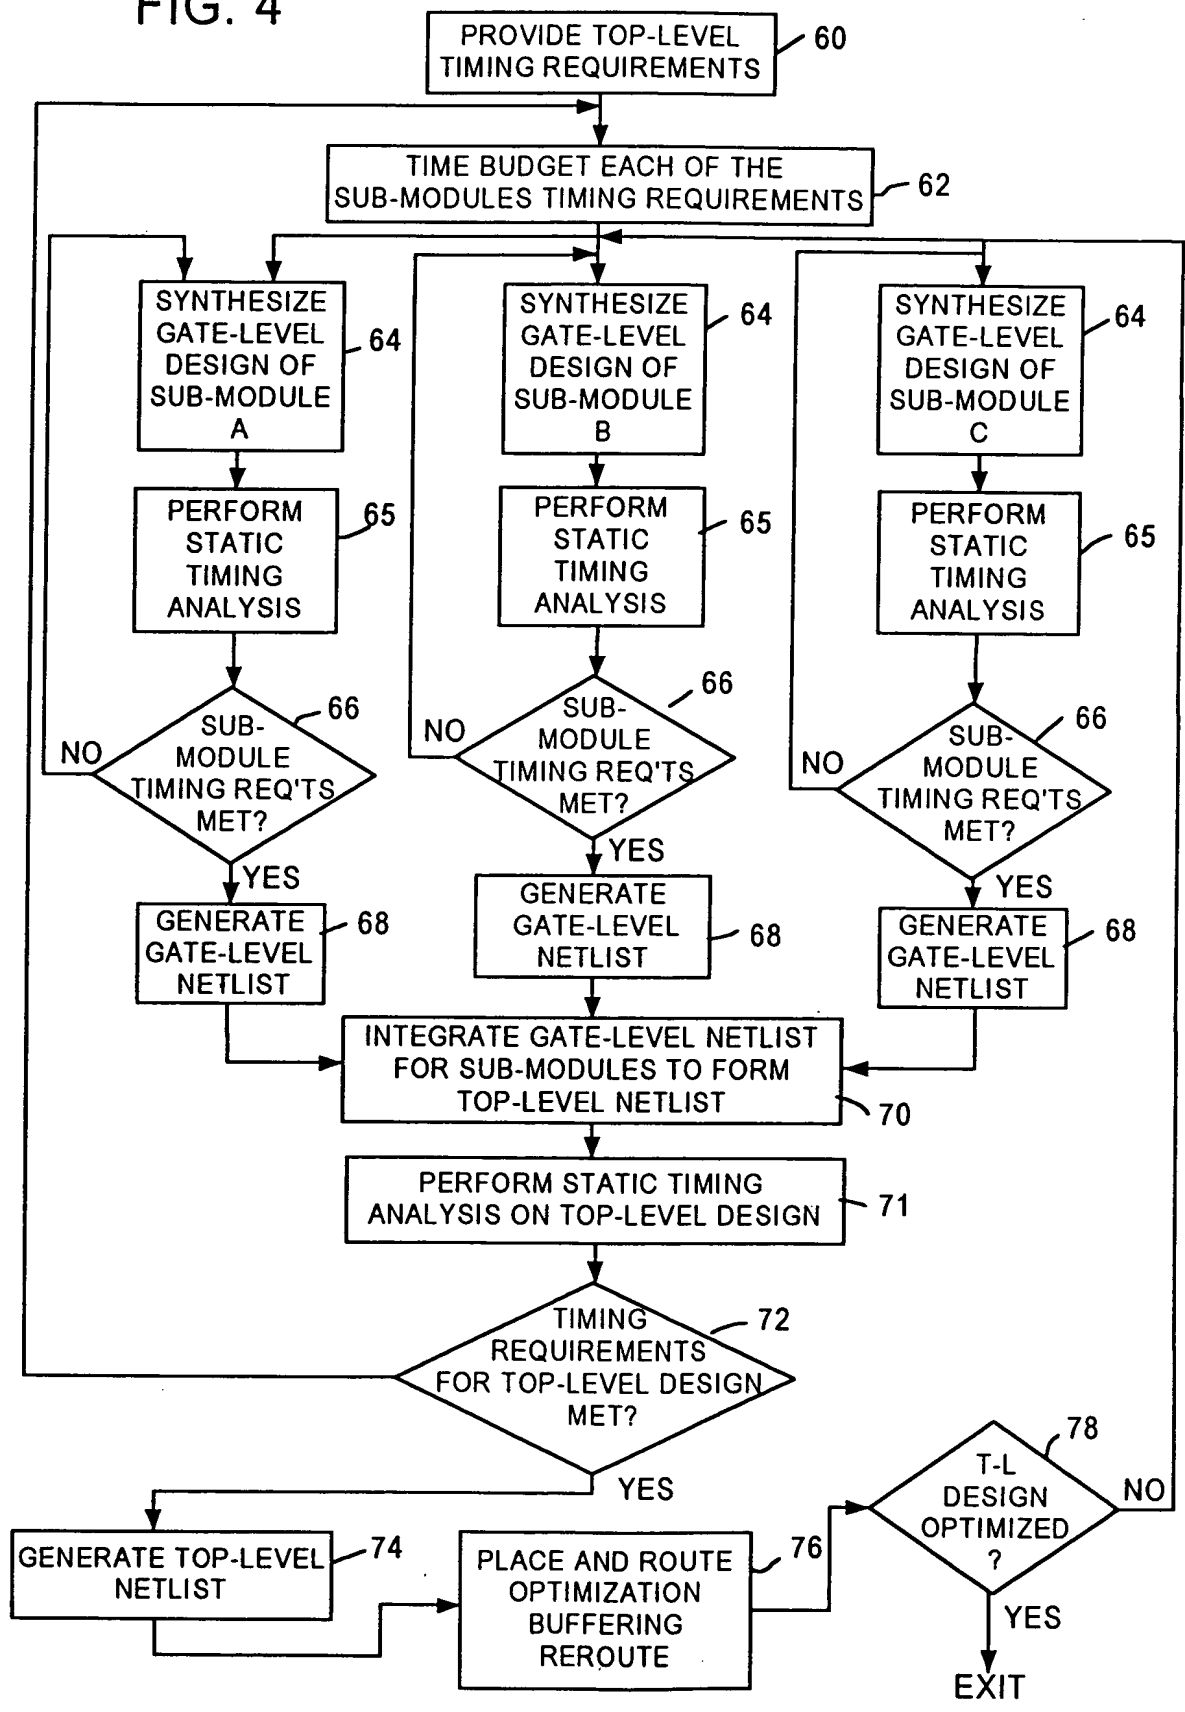 FIG. 4
PROVIDE TOP-LEVEL
TIMING REQUIREMENTS
60
TIME BUDGET EACH OF THE
SUB-MODULES TIMING REQUIREMENTS
62
SYNTHESIZE
GATE-LEVEL
DESIGN OF
SUB-MODULE
A
64
SYNTHESIZE
GATE-LEVEL
DESIGN OF
SUB-MODULE
B
64
SYNTHESIZE
GATE-LEVEL
DESIGN OF
SUB-MODULE
C
64
PERFORM
STATIC
TIMING
ANALYSIS
65
PERFORM
STATIC
TIMING
ANALYSIS
65
PERFORM
STATIC
TIMING
ANALYSIS
65
SUB-
MODULE
TIMING REQ'TS
MET?
66
NO
YES
SUB-
MODULE
TIMING REQ'TS
MET?
66
NO
YES
SUB-
MODULE
TIMING REQ'TS
MET?
66
NO
YES
GENERATE
GATE-LEVEL
NETLIST
68
GENERATE
GATE-LEVEL
NETLIST
68
GENERATE
GATE-LEVEL
NETLIST
68
INTEGRATE GATE-LEVEL NETLIST
FOR SUB-MODULES TO FORM
TOP-LEVEL NETLIST
70
PERFORM STATIC TIMING
ANALYSIS ON TOP-LEVEL DESIGN
71
TIMING
REQUIREMENTS
FOR TOP-LEVEL DESIGN
MET?
72
YES
GENERATE TOP-LEVEL
NETLIST
74
PLACE AND ROUTE
OPTIMIZATION
BUFFERING
REROUTE
76
T-L
DESIGN
OPTIMIZED
?
78
NO
YES
EXIT